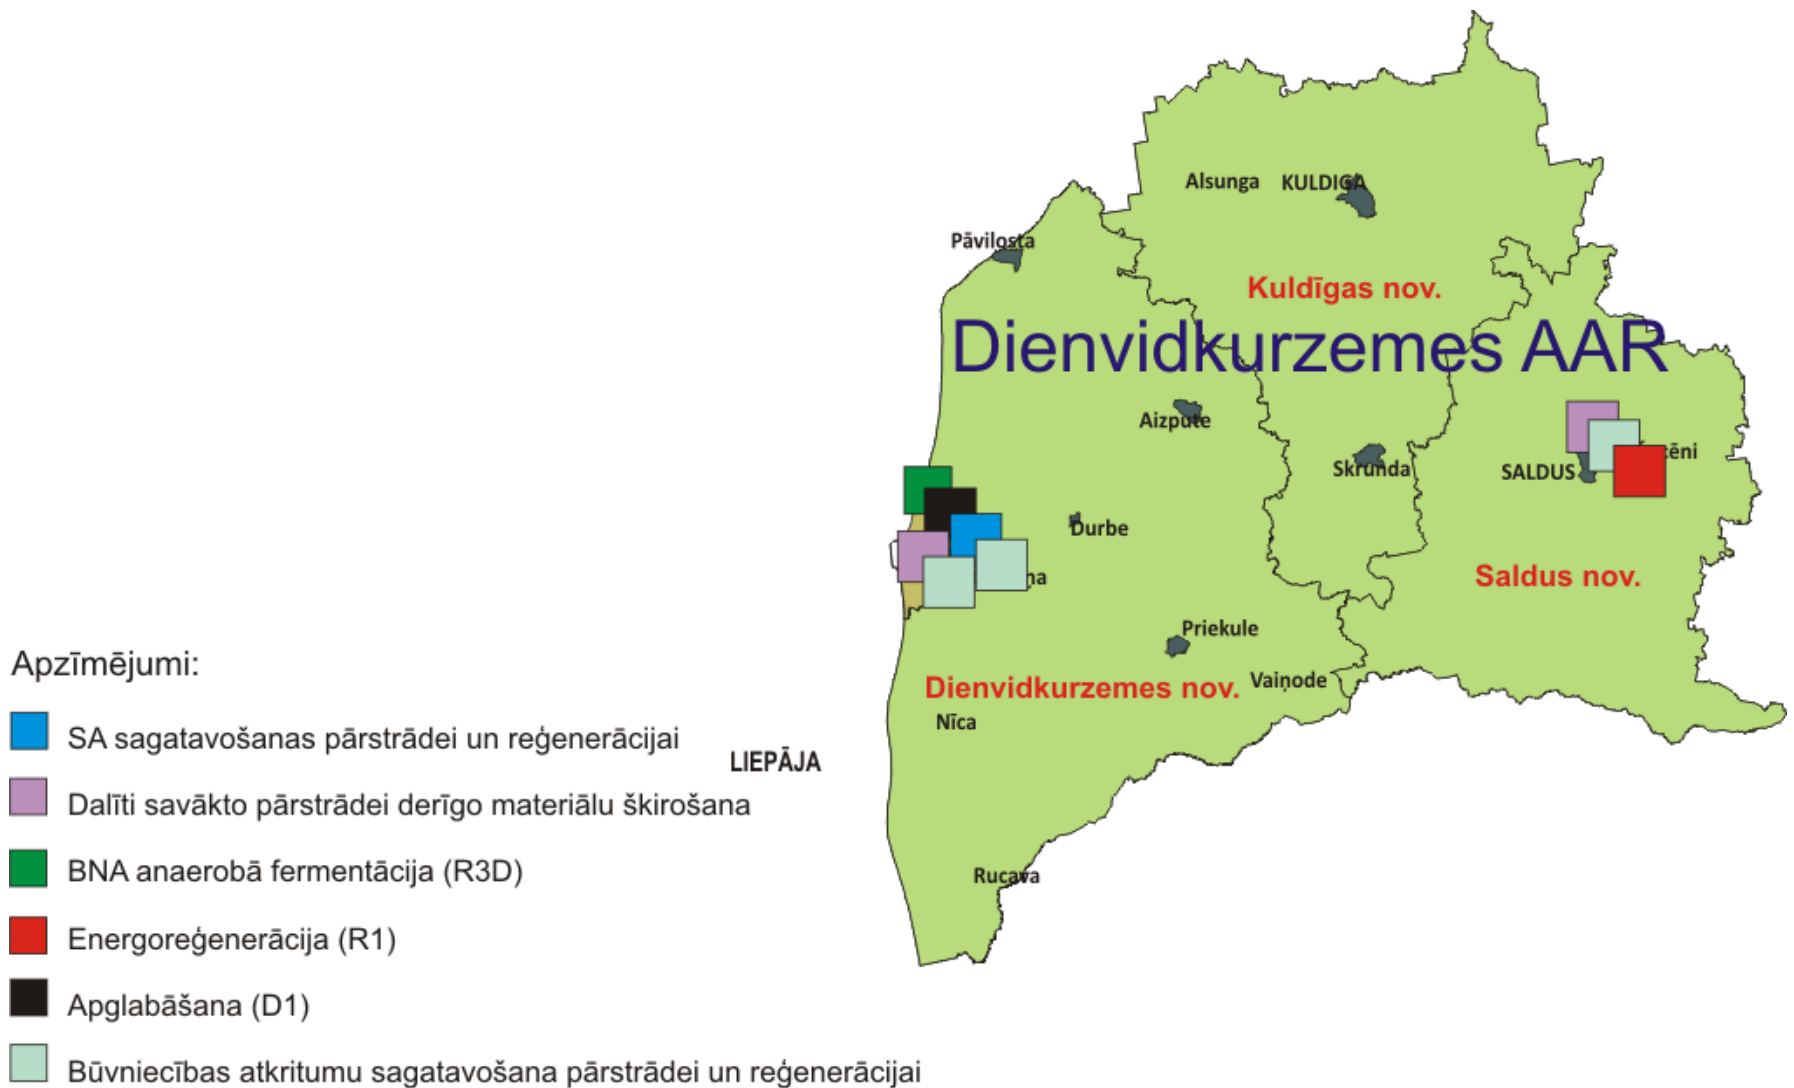 Alsunga KULDIGA
Pāvilosta
Kuldīgas nov.
Dienvidkurzemes AAR
Aizpute
Skrunda
SALDUS
Durbe
Saldus nov.
Priekule
Vaiņode
Dienvidkurzemes nov.
Nīca
LIEPĀJA
Rucava
Apzīmējumi:
SA sagatavošanas pārstrādei un reģenerācijai
Dalīti savākto pārstrādei derīgo materiālu škirošana
BNA anaerobā fermentācija (R3D)
Energoreģenerācija (R1)
Apglabāšana (D1)
Būvniecības atkritumu sagatavošana pārstrādei un reģenerācijai